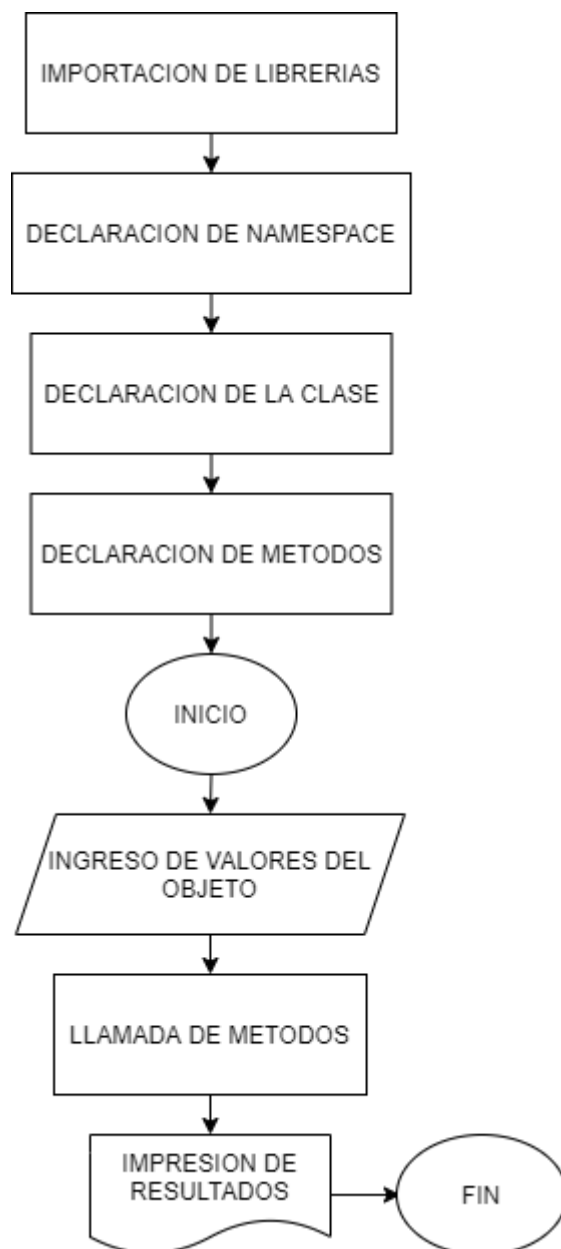 IMPORTACION DE LIBRERIAS
DECLARACION DE NAMESPACE
DECLARACION DE LA CLASE
DECLARACION DE METODOS
INICIO
INGRESO DE VALORES DEL
OBJETO
LLAMADA DE METODOS
IMPRESION DE
RESULTADOS
FIN